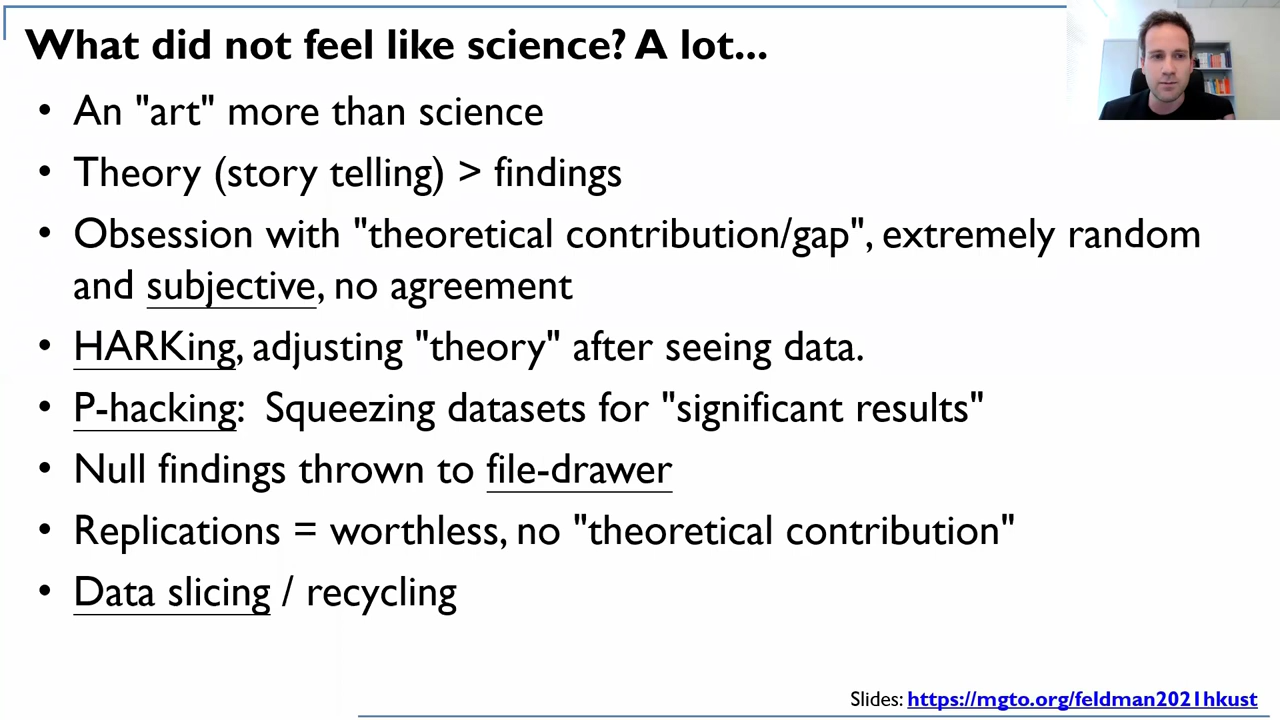 What did not feel like science? A lot...
• An "art" more than science
• Theory (story telling) > findings
• Obsession with "theoretical contribution/gap", extremely random
and subjective, no agreement
• HARKing, adjusting "theory" after seeing data.
• P-hacking: Squeezing datasets for "significant results"
• Null findings thrown to file-drawer
• Replications = worthless, no "theoretical contribution"
• Data slicing / recycling
Slides: https://mgto.org/feldman2021hkust